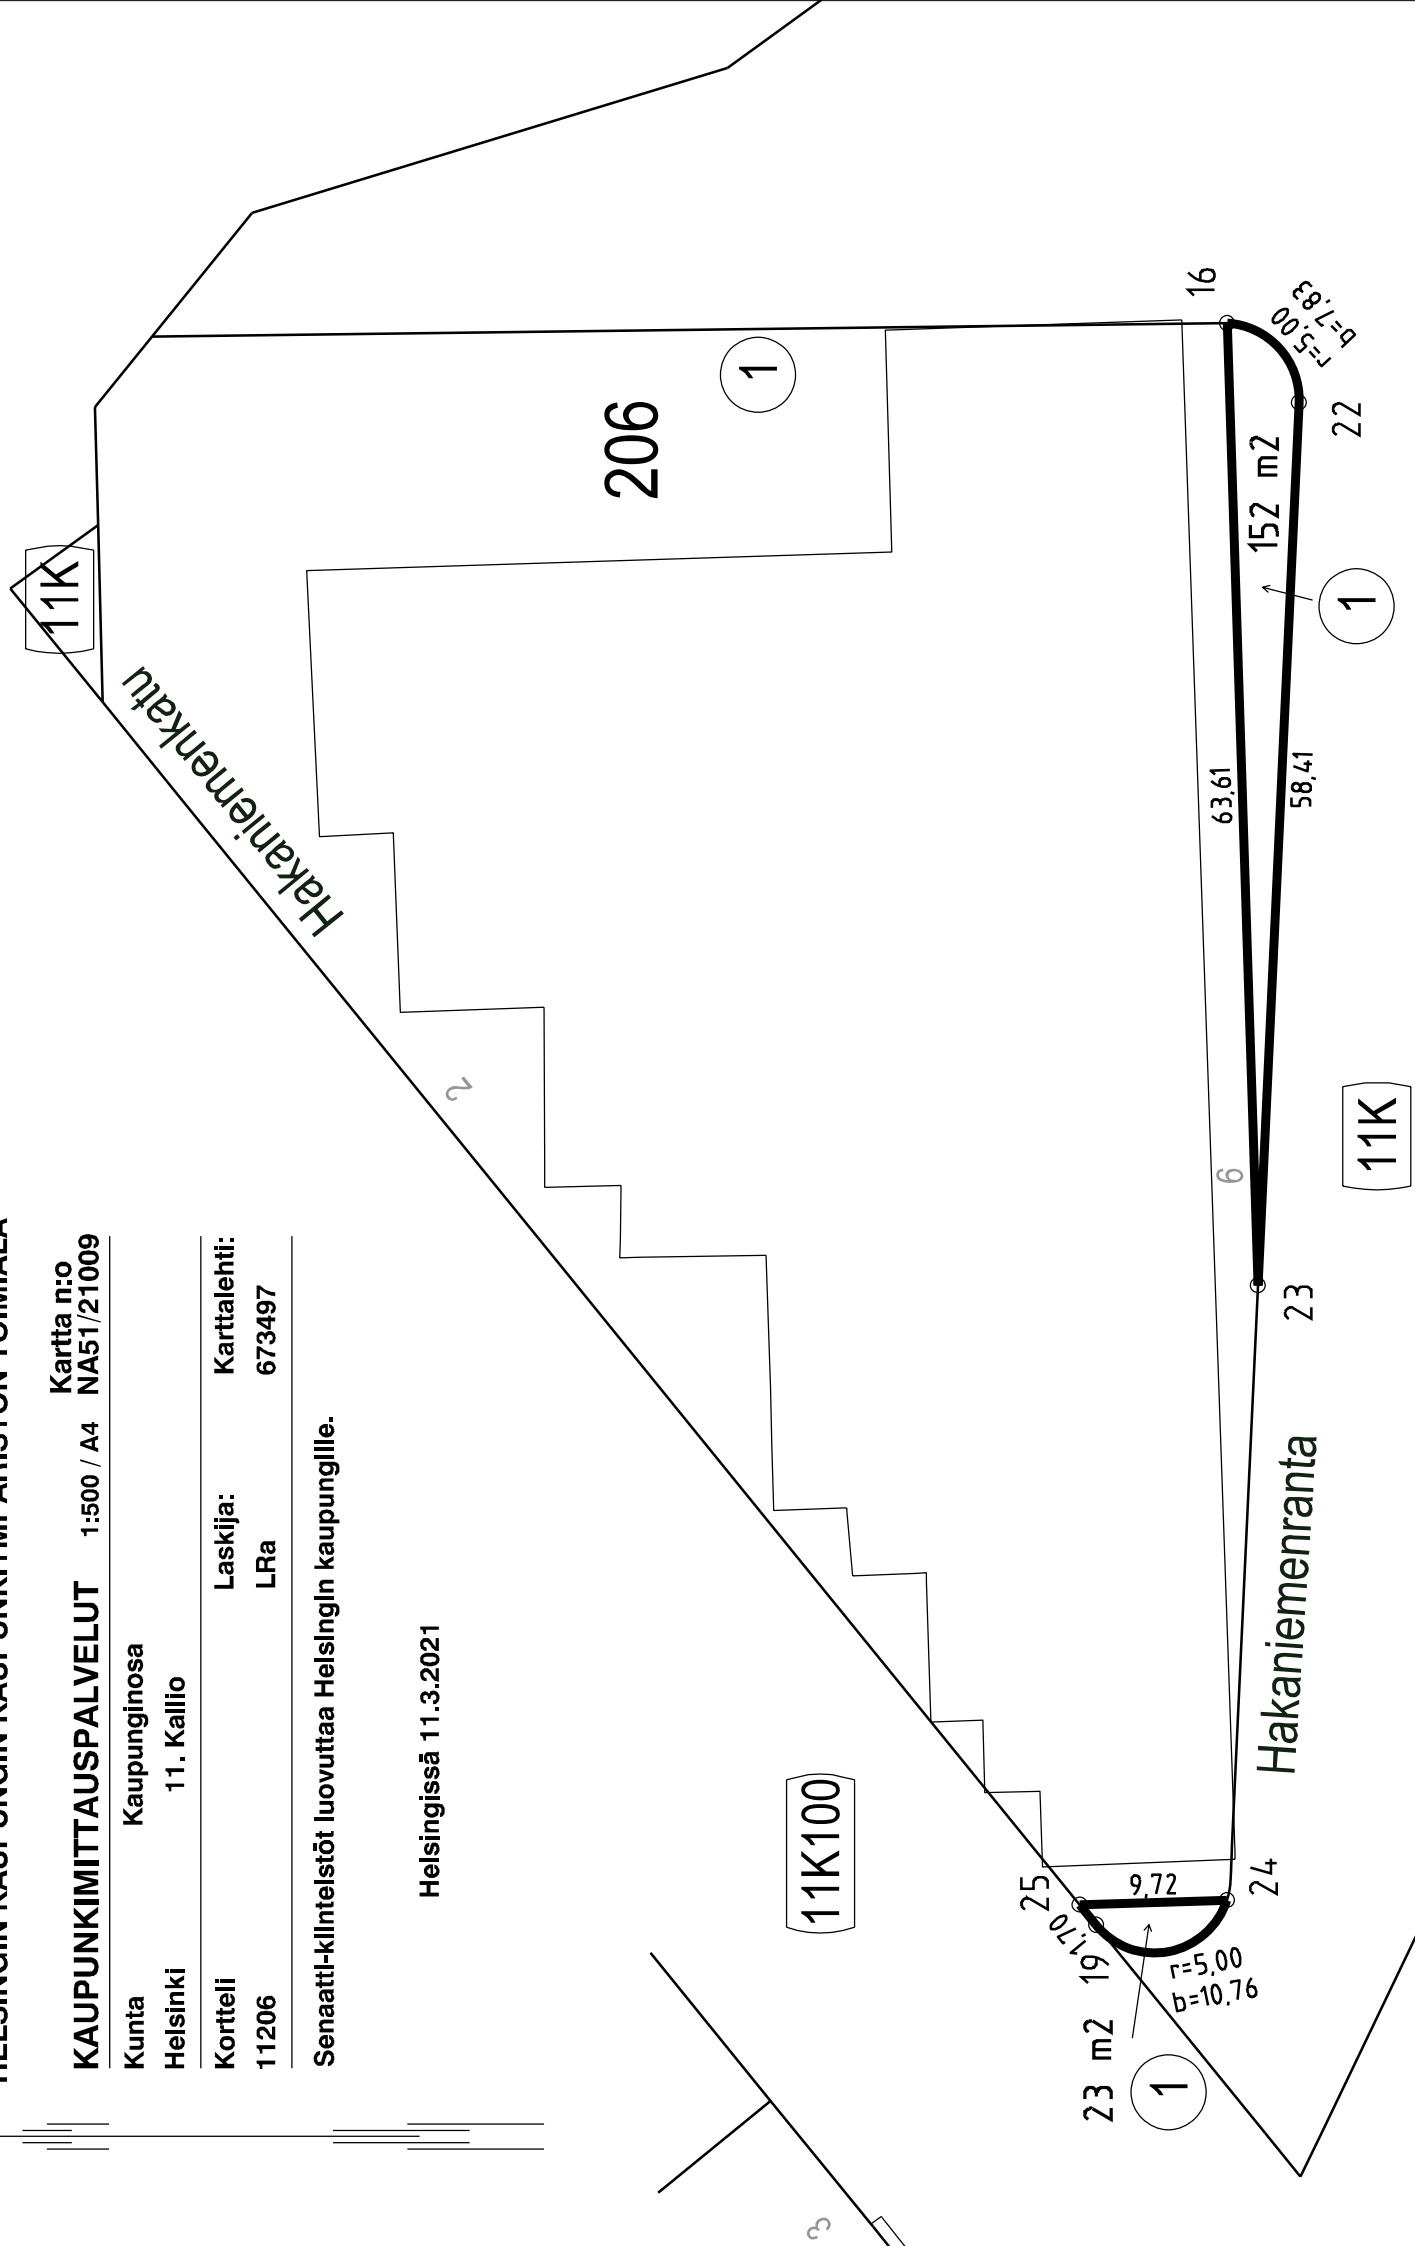 HELSINGIN KAUPUNGIN KAUPUNKIYMPÄRISTÖN TOIMIALA
KAUPUNKIMITTAUSPALVELUT 1:500 / A4
Kartta n:o
NA51/21009
Kunta Kaupunginosa
Helsinki 11. Kallio
Kortteli Laskija: Karttalehti:
11206 LRa 673497
Senaatti-kiinteistöt luovuttaa Helsingin kaupungille.
Helsingissä 11.3.2021
11K
Hakaniemenkatu
2
206
1
16
r=5,00
b=7,83
22
152 m2
1
63,61
58,41
9
23
11K
Hakaniemenranta
11K100
25
9,72
24
1,70
19
r=5,00
b=10,76
23 m2
1
3